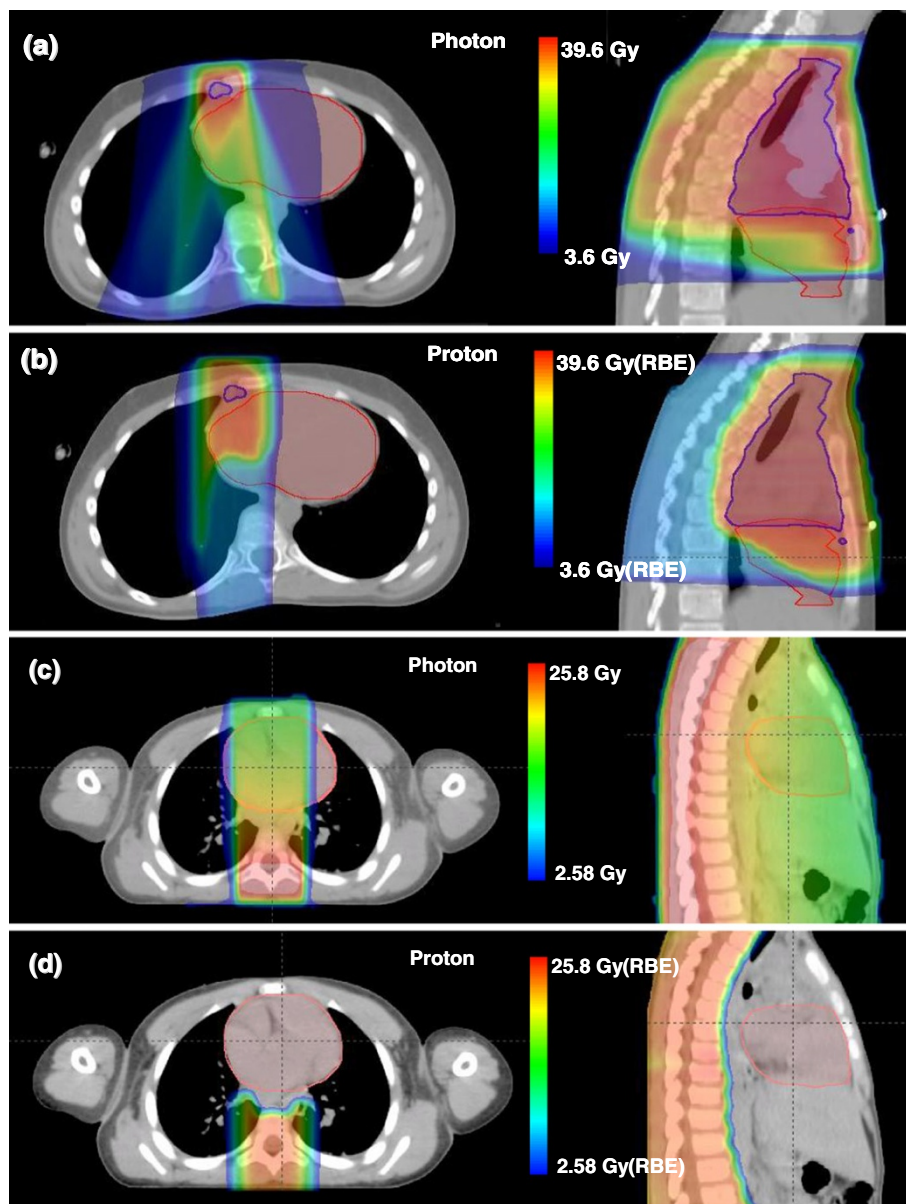 (a)
Photon
39.6 Gy
3.6 Gy
(b)
Proton
39.6 Gy(RBE)
3.6 Gy(RBE)
(c)
Photon
25.8 Gy
2.58 Gy
(d)
Proton
25.8 Gy(RBE)
2.58 Gy(RBE)